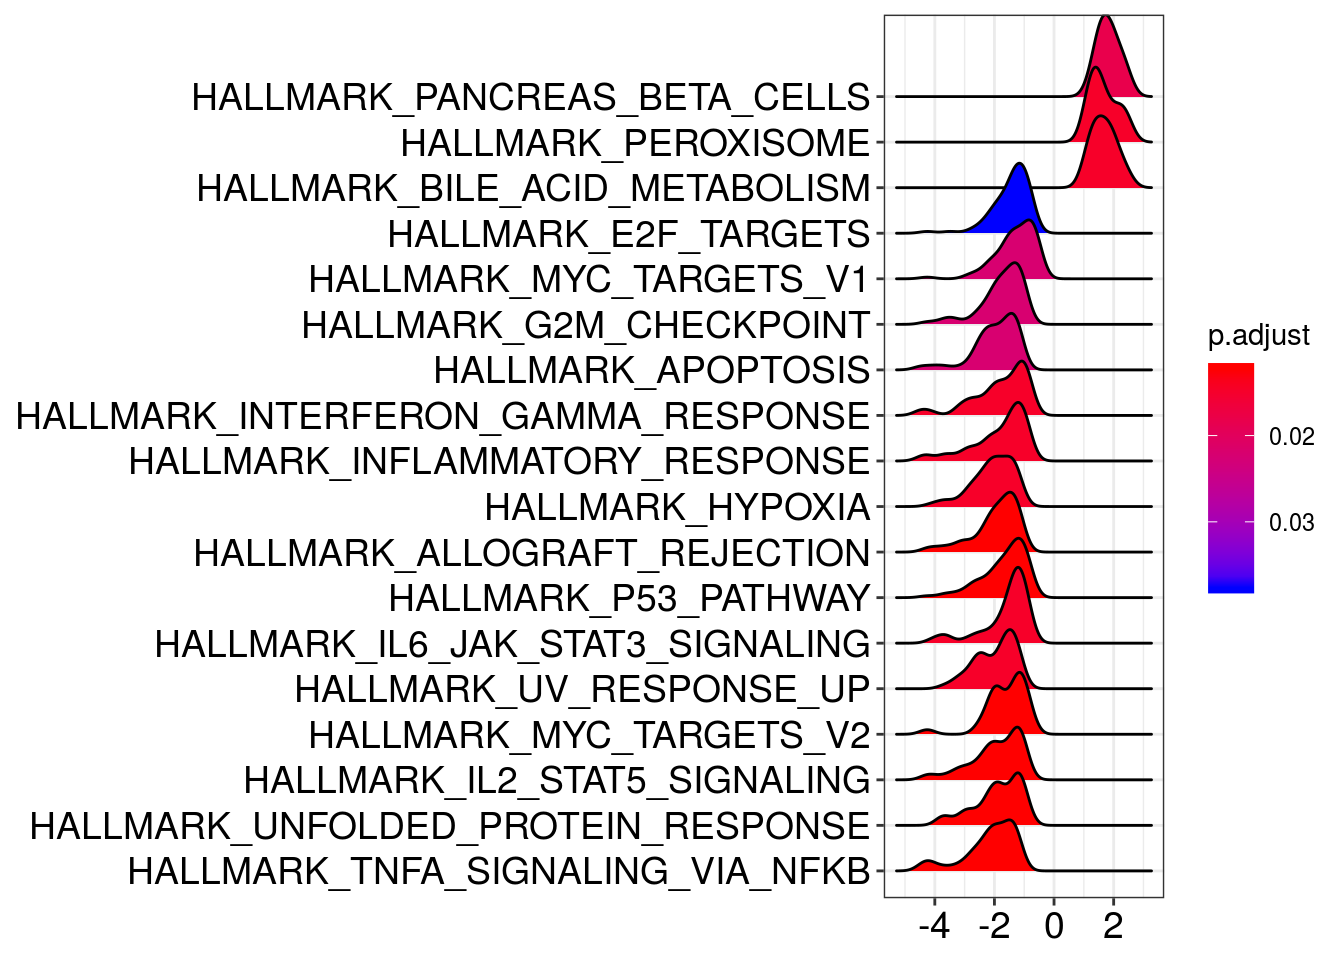 HALLMARK_PANCREAS_BETA_CELLS
HALLMARK_PEROXISOME
HALLMARK_BILE_ACID_METABOLISM
HALLMARK_E2F_TARGETS
HALLMARK_MYC_TARGETS_V1
HALLMARK_G2M_CHECKPOINT
HALLMARK_APOPTOSIS
HALLMARK_INTERFERON_GAMMA_RESPONSE
HALLMARK_INFLAMMATORY_RESPONSE
HALLMARK_HYPOXIA
HALLMARK_ALLOGRAFT_REJECTION
HALLMARK_P53_PATHWAY
HALLMARK_IL6_JAK_STAT3_SIGNALING
HALLMARK_UV_RESPONSE_UP
HALLMARK_MYC_TARGETS_V2
HALLMARK_IL2_STAT5_SIGNALING
HALLMARK_UNFOLDED_PROTEIN_RESPONSE
HALLMARK_TNFA_SIGNALING_VIA_NFKB
-4 -2 0 2
p.adjust
0.02
0.03